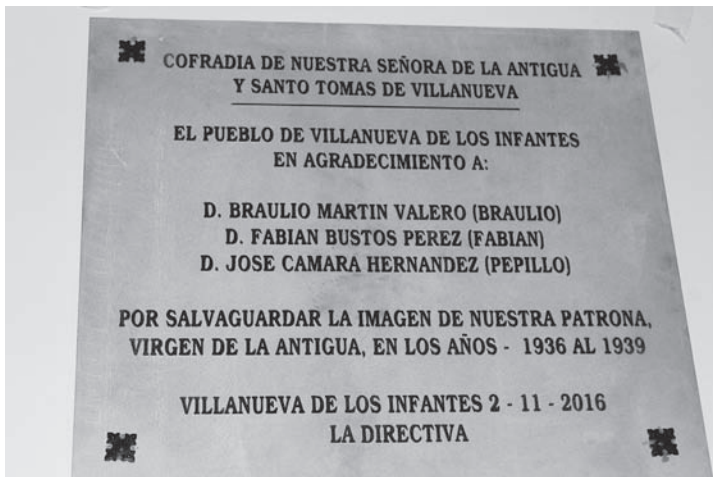 COFRADIA DE NUESTRA SEÑORA DE LA ANTIGUA
Y SANTO TOMAS DE VILLANUEVA
EL PUEBLO DE VILLANUEVA DE LOS INFANTES
EN AGRADECIMIENTO A:
D. BRAULIO MARTIN VALERO (BRAULIO)
D. FABIAN BUSTOS PEREZ (FABIAN)
D. JOSE CAMARA HERNANDEZ (PEPILLO)
POR SALVAGUARDAR LA IMAGEN DE NUESTRA PATRONA,
VIRGEN DE LA ANTIGUA, EN LOS AÑOS - 1936 AL 1939
VILLANUEVA DE LOS INFANTES 2 - 11 - 2016
LA DIRECTIVA